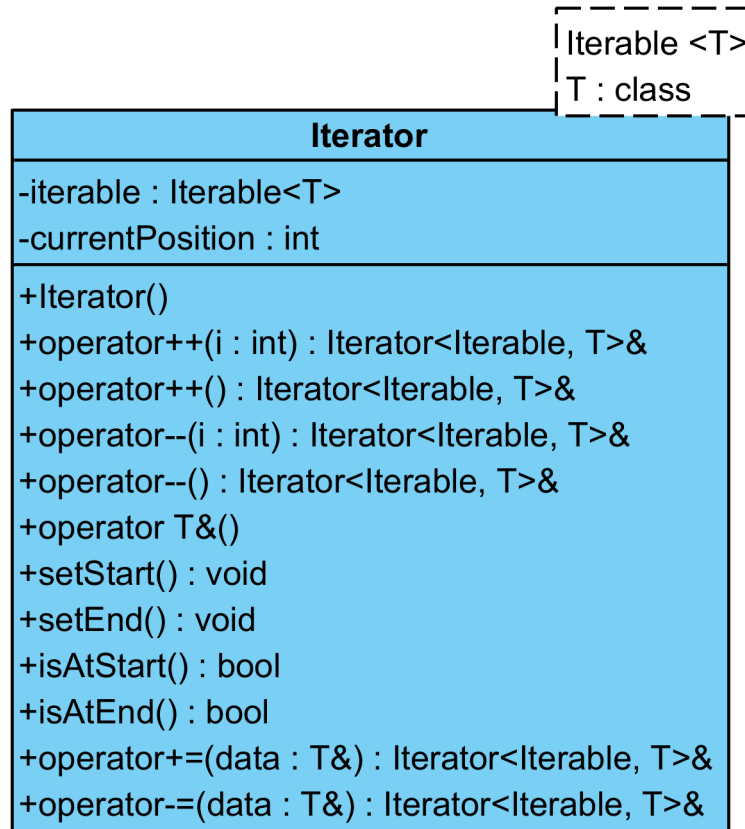 Iterable <T>
T : class
Iterator
-iterable : Iterable<T>
-currentPosition : int
+Iterator()
+operator++(i : int) : Iterator<Iterable, T>&
+operator++() : Iterator<Iterable, T>&
+operator--(i : int) : Iterator<Iterable, T>&
+operator--() : Iterator<Iterable, T>&
+operator T&()
+setStart() : void
+setEnd() : void
+isAtStart() : bool
+isAtEnd() : bool
+operator+=(data : T&) : Iterator<Iterable, T>&
+operator-=(data : T&) : Iterator<Iterable, T>&